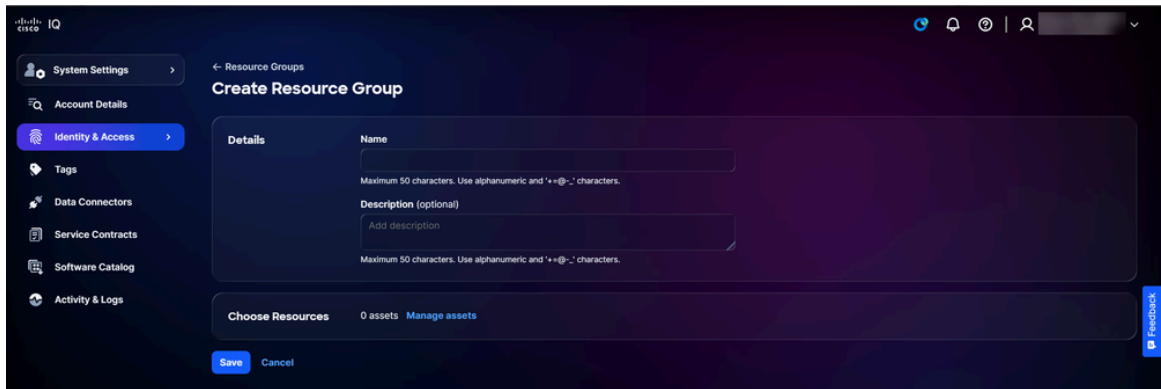 cisco IQ
System Settings
Account Details
Identity & Access
Tags
Data Connectors
Service Contracts
Software Catalog
Activity & Logs
← Resource Groups
Create Resource Group
Details
Name
Maximum 50 characters. Use alphanumeric and '+=@-_' characters.
Description (optional)
Add description
Maximum 50 characters. Use alphanumeric and '+=@-_' characters.
Choose Resources
0 assets Manage assets
Save Cancel
Feedback